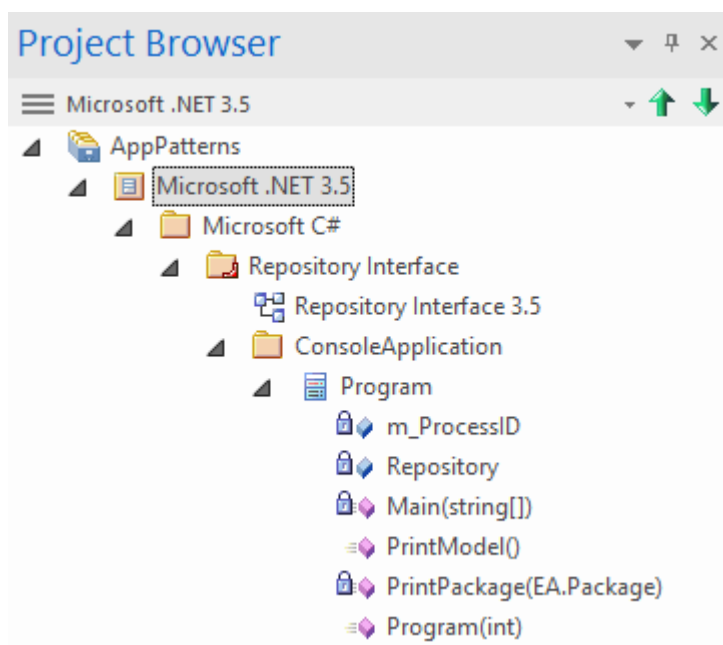 Project Browser
Microsoft .NET 3.5
AppPatterns
Microsoft .NET 3.5
Microsoft C#
Repository Interface
Repository Interface 3.5
ConsoleApplication
Program
m_ProcessID
Repository
Main(string[])
PrintModel()
PrintPackage(EA.Package)
Program(int)